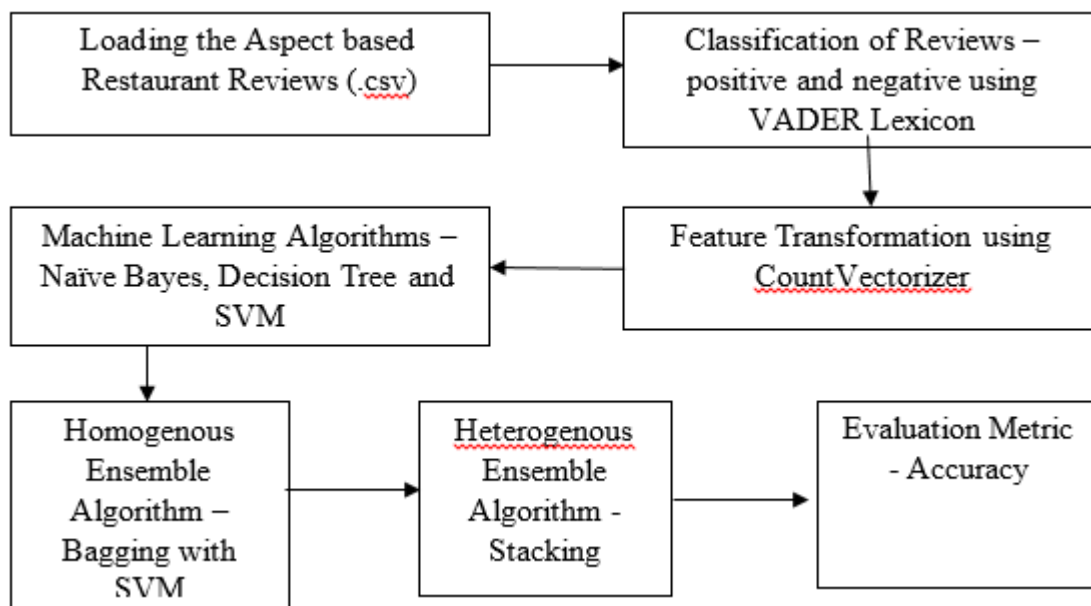 Loading the Aspect based
Restaurant Reviews (.csv)
Classification of Reviews –
positive and negative using
VADER Lexicon
Feature Transformation using
CountVectorizer
Machine Learning Algorithms –
Naïve Bayes, Decision Tree and
SVM
Homogenous
Ensemble
Algorithm –
Bagging with
SVM
Heterogenous
Ensemble
Algorithm -
Stacking
Evaluation Metric
- Accuracy